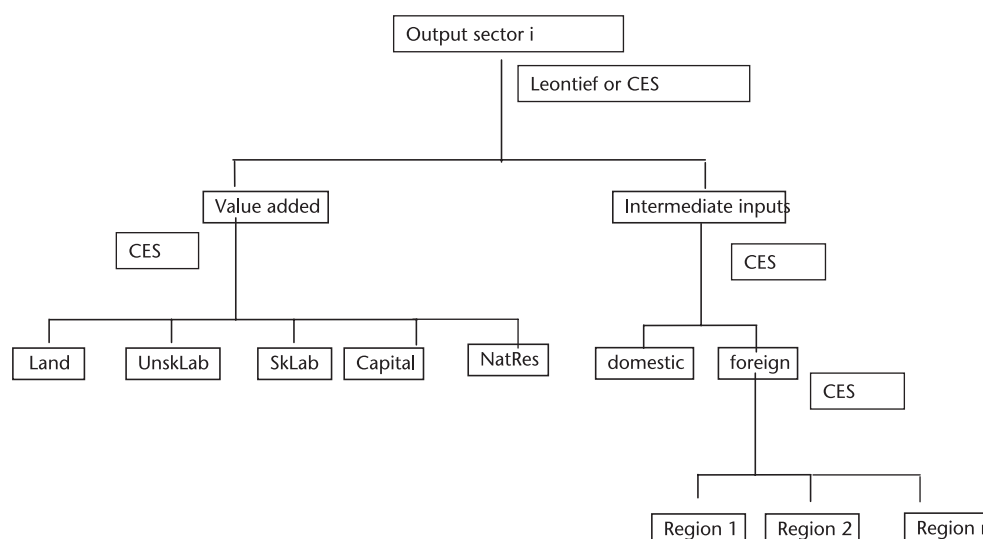 Output sector i
Leontief or CES
Value added
Intermediate inputs
CES
CES
Land
UnskLab
SkLab
Capital
NatRes
domestic
foreign
CES
Region 1
Region 2
Region